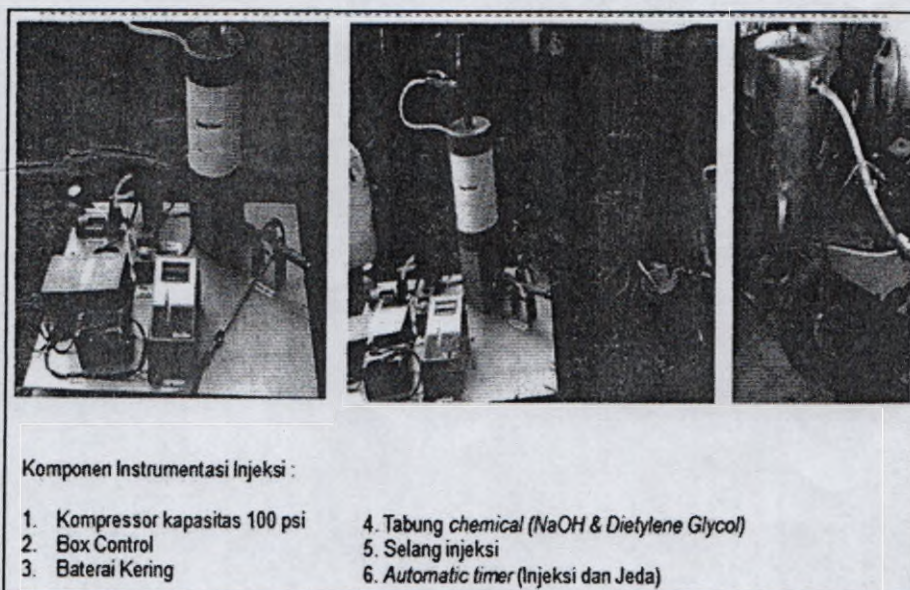 Komponen Instrumentasi Injeksi :
1. Kompressor kapasitas 100 psi
2. Box Control
3. Baterai Kering
4. Tabung chemical (NaOH & Dietylene Glycol)
5. Selang injeksi
6. Automatic timer (Injeksi dan Jeda)